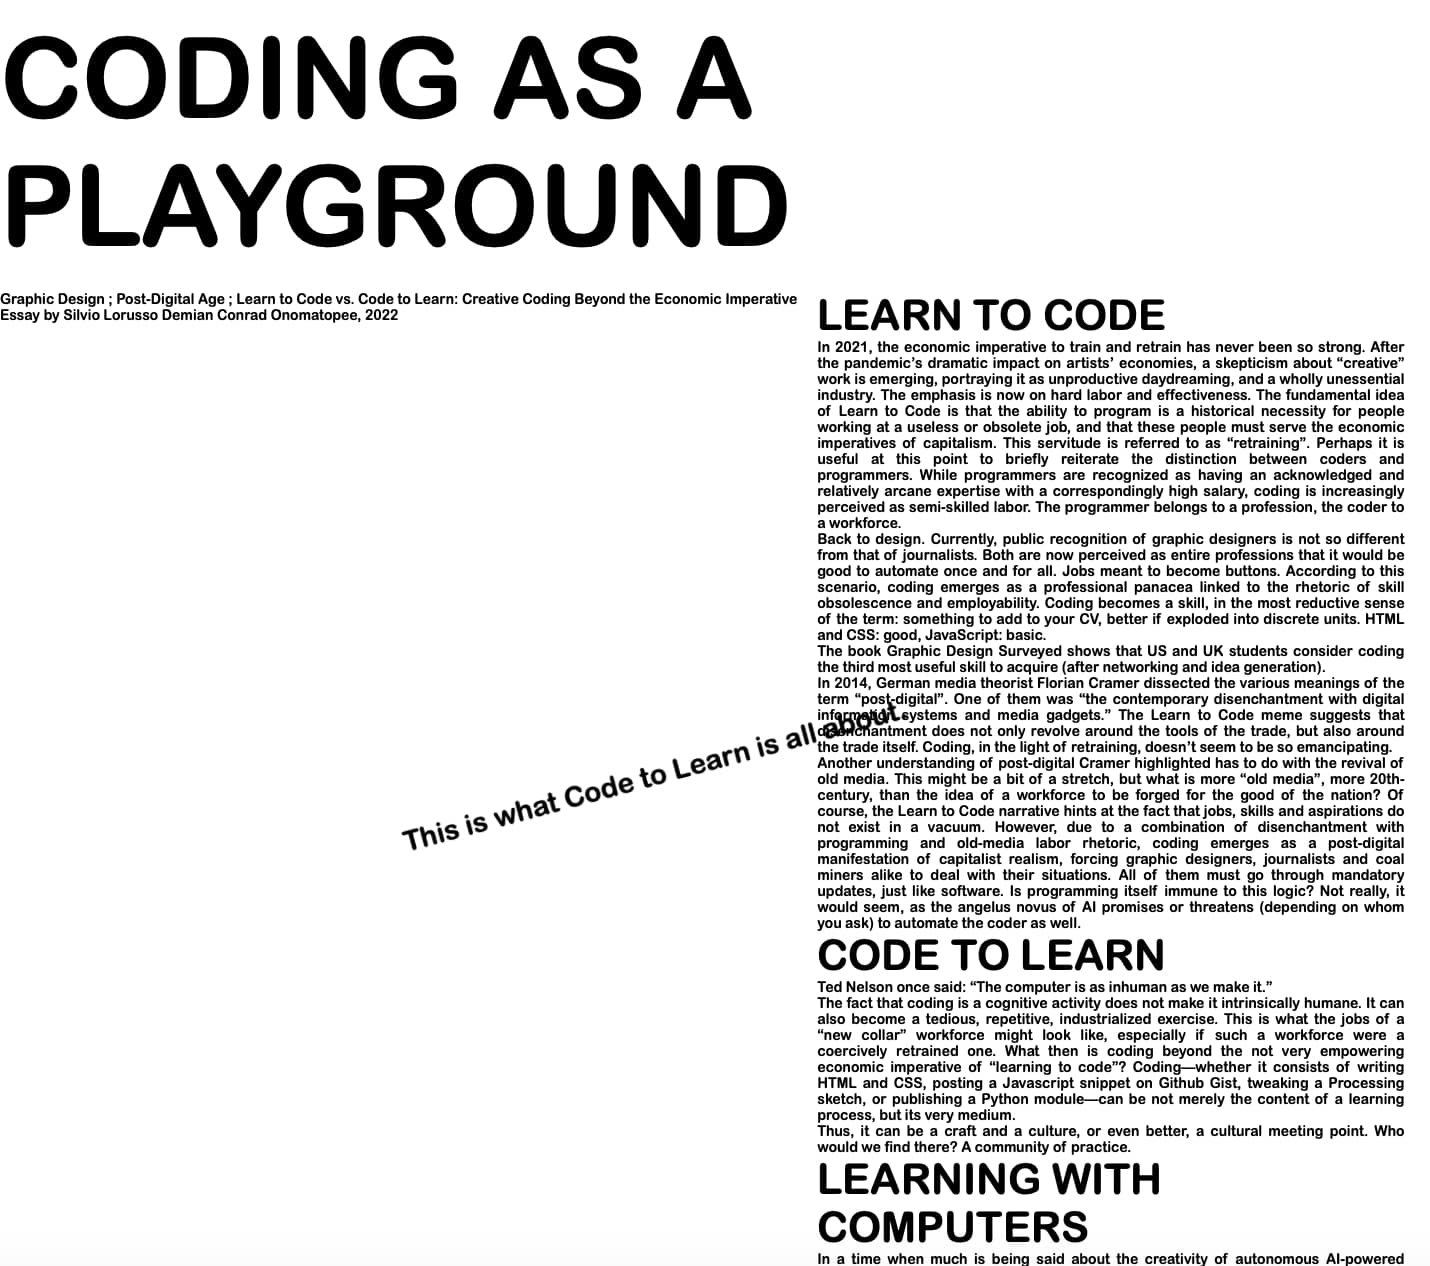 CODING AS A
PLAYGROUND
Graphic Design ; Post-Digital Age ; Learn to Code vs. Code to Learn: Creative Coding Beyond the Economic Imperative
Essay by Silvio Lorusso Demian Conrad Onomatopee, 2022
LEARN TO CODE
In 2021, the economic imperative to train and retrain has never been so strong. After
the pandemic’s dramatic impact on artists’ economies, a skepticism about “creative”
work is emerging, portraying it as unproductive daydreaming, and a wholly unessential
industry. The emphasis is now on hard labor and effectiveness. The fundamental idea
of Learn to Code is that the ability to program is a historical necessity for people
working at a useless or obsolete job, and that these people must serve the economic
imperatives of capitalism. This servitude is referred to as “retraining”. Perhaps it is
useful at this point to briefly reiterate the distinction between coders and
programmers. While programmers are recognized as having an acknowledged and
relatively arcane expertise with a correspondingly high salary, coding is increasingly
perceived as semi-skilled labor. The programmer belongs to a profession, the coder to
a workforce.
Back to design. Currently, public recognition of graphic designers is not so different
from that of journalists. Both are now perceived as entire professions that it would be
good to automate once and for all. Jobs meant to become buttons. According to this
scenario, coding emerges as a professional panacea linked to the rhetoric of skill
obsolescence and employability. Coding becomes a skill, in the most reductive sense
of the term: something to add to your CV, better if exploded into discrete units. HTML
and CSS: good, JavaScript: basic.
The book Graphic Design Surveyed shows that US and UK students consider coding
the third most useful skill to acquire (after networking and idea generation).
In 2014, German media theorist Florian Cramer dissected the various meanings of the
term “post-digital”. One of them was “the contemporary disenchantment with digital
information systems and media gadgets.” The Learn to Code meme suggests that
disenchantment does not only revolve around the tools of the trade, but also around
the trade itself. Coding, in the light of retraining, doesn’t seem to be so emancipating.
Another understanding of post-digital Cramer highlighted has to do with the revival of
old media. This might be a bit of a stretch, but what is more “old media”, more 20th-
century, than the idea of a workforce to be forged for the good of the nation? Of
course, the Learn to Code narrative hints at the fact that jobs, skills and aspirations do
not exist in a vacuum. However, due to a combination of disenchantment with
programming and old-media labor rhetoric, coding emerges as a post-digital
manifestation of capitalist realism, forcing graphic designers, journalists and coal
miners alike to deal with their situations. All of them must go through mandatory
updates, just like software. Is programming itself immune to this logic? Not really, it
would seem, as the angelus novus of AI promises or threatens (depending on whom
you ask) to automate the coder as well.
This is what Code to Learn is all about.
CODE TO LEARN
Ted Nelson once said: “The computer is as inhuman as we make it.”
The fact that coding is a cognitive activity does not make it intrinsically humane. It can
also become a tedious, repetitive, industrialized exercise. This is what the jobs of a
“new collar” workforce might look like, especially if such a workforce were a
coercively retrained one. What then is coding beyond the not very empowering
economic imperative of “learning to code”? Coding—whether it consists of writing
HTML and CSS, posting a Javascript snippet on Github Gist, tweaking a Processing
sketch, or publishing a Python module—can be not merely the content of a learning
process, but its very medium.
Thus, it can be a craft and a culture, or even better, a cultural meeting point. Who
would we find there? A community of practice.
LEARNING WITH
COMPUTERS
In a time when much is being said about the creativity of autonomous AI-powered